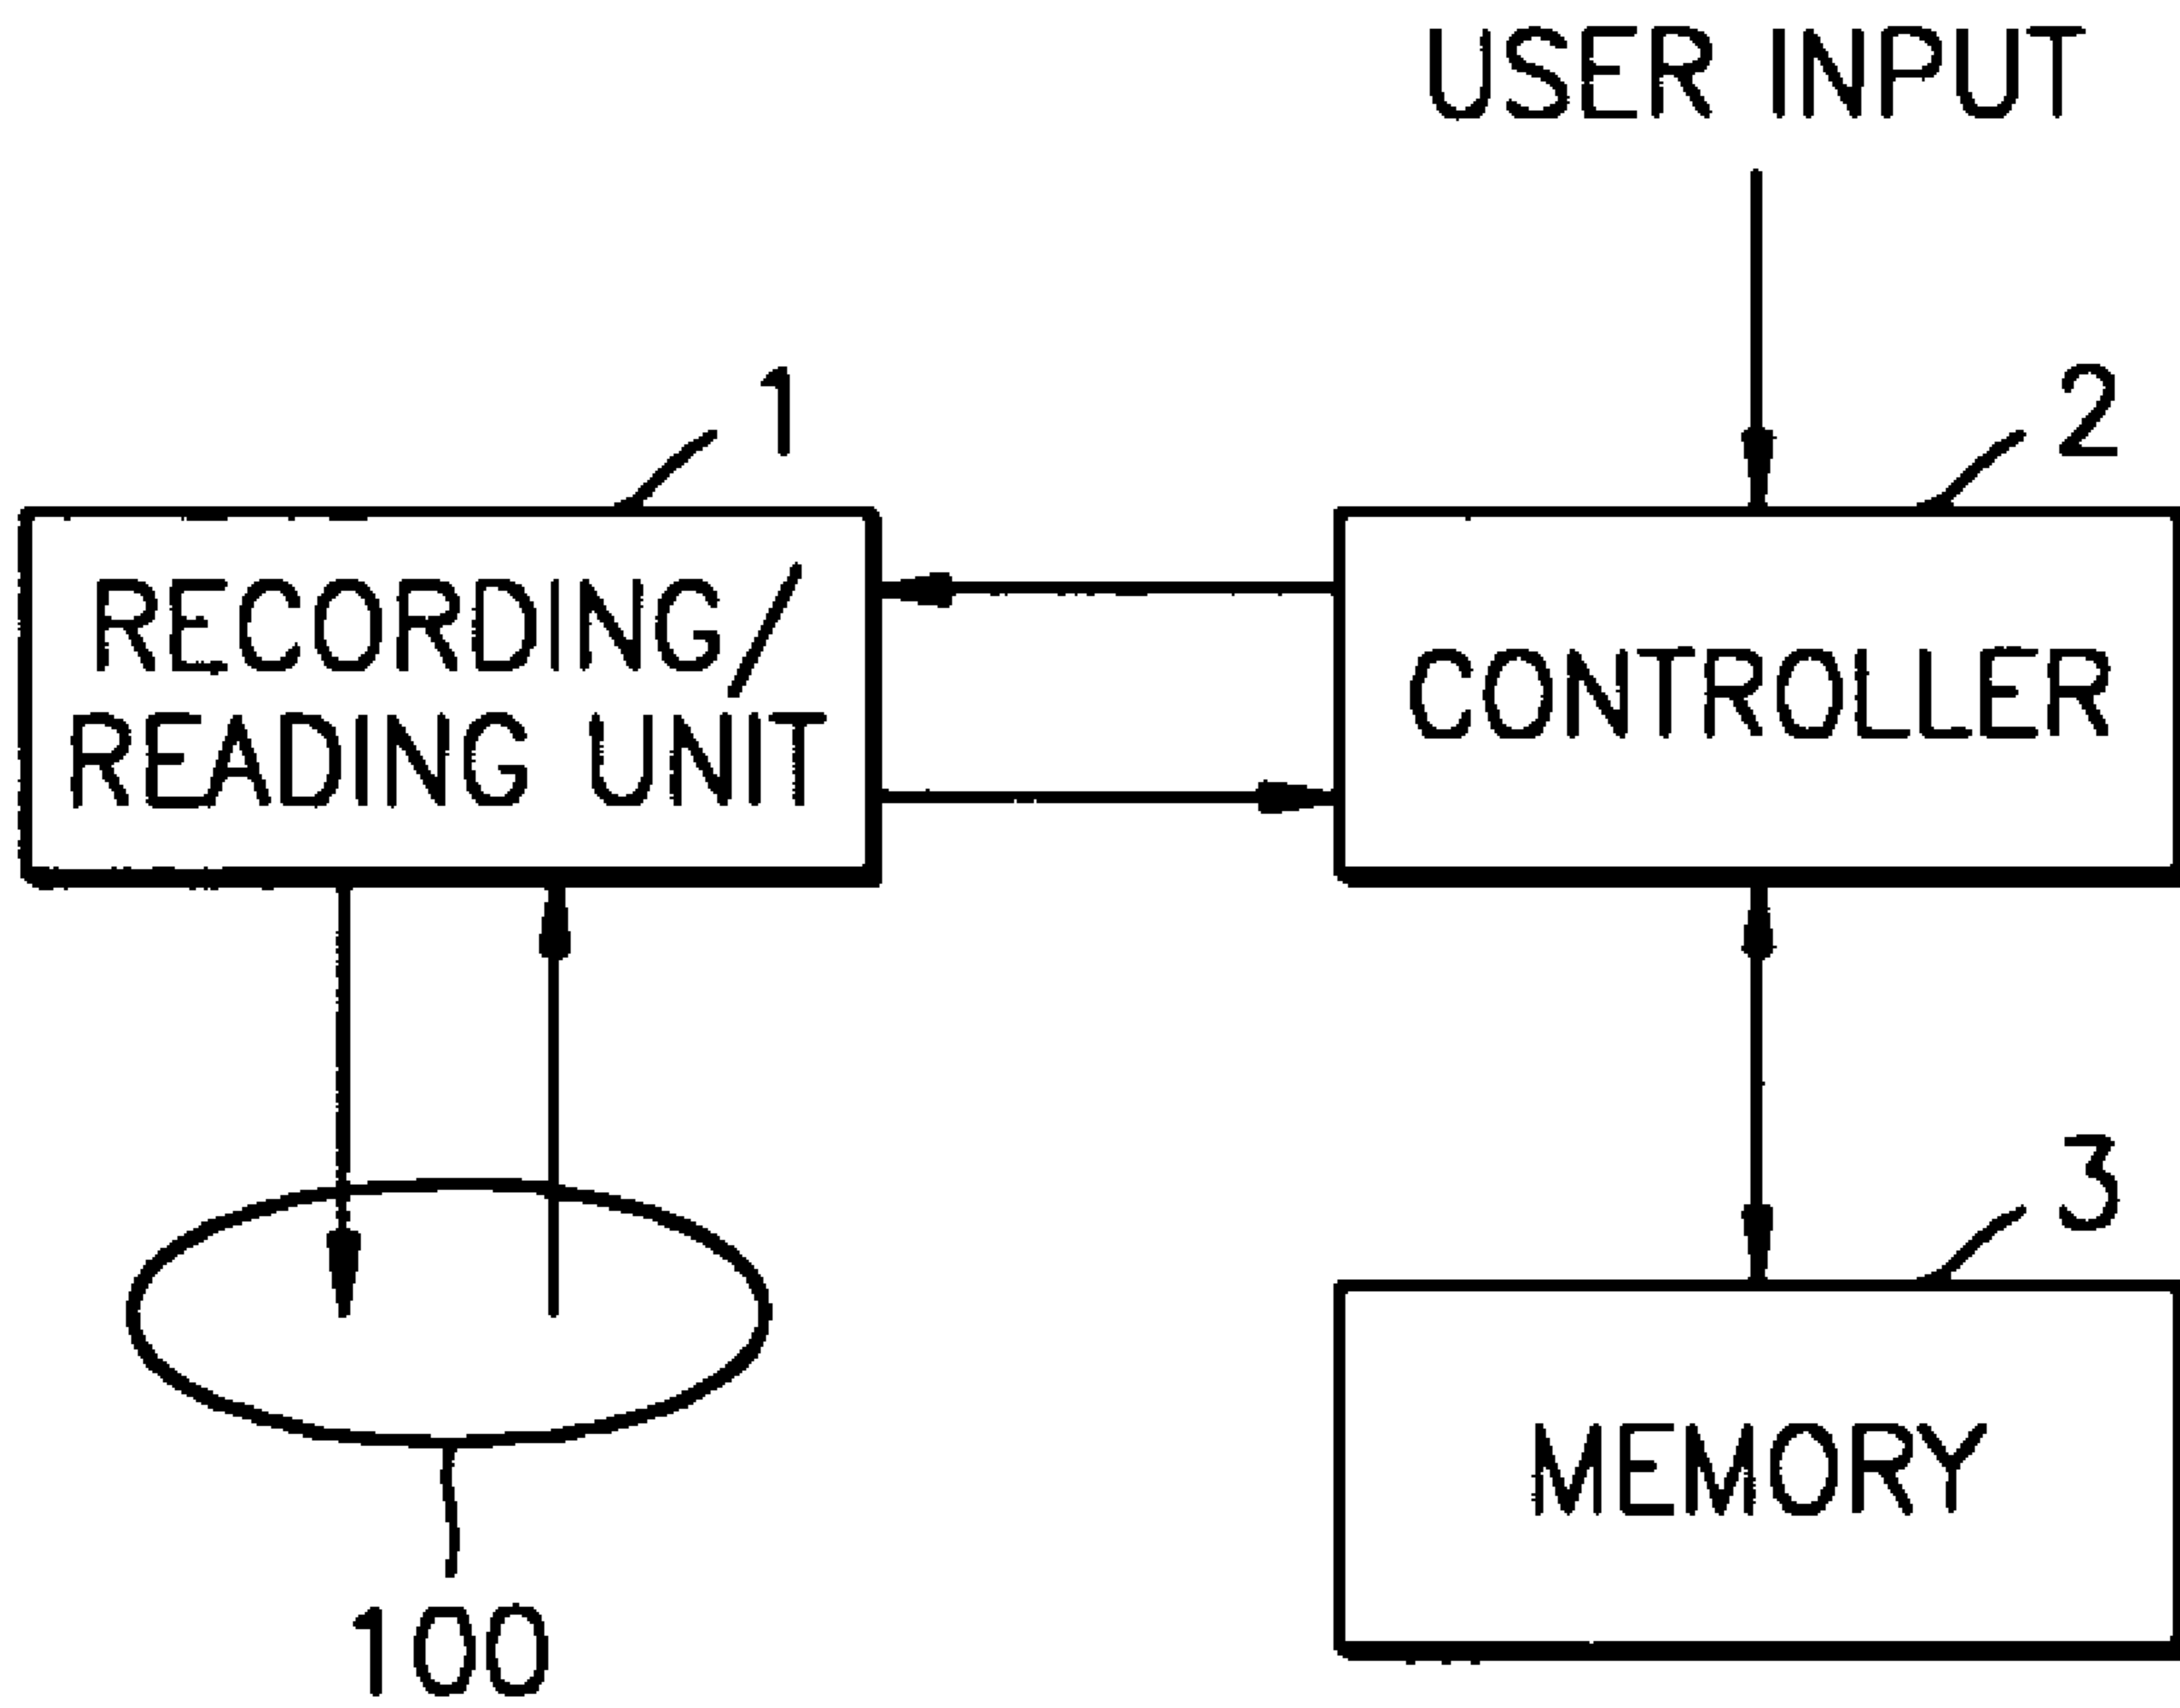 USER INPUT
1
2
RECORDING/
READING UNIT
CONTROLLER
3
MEMORY
100